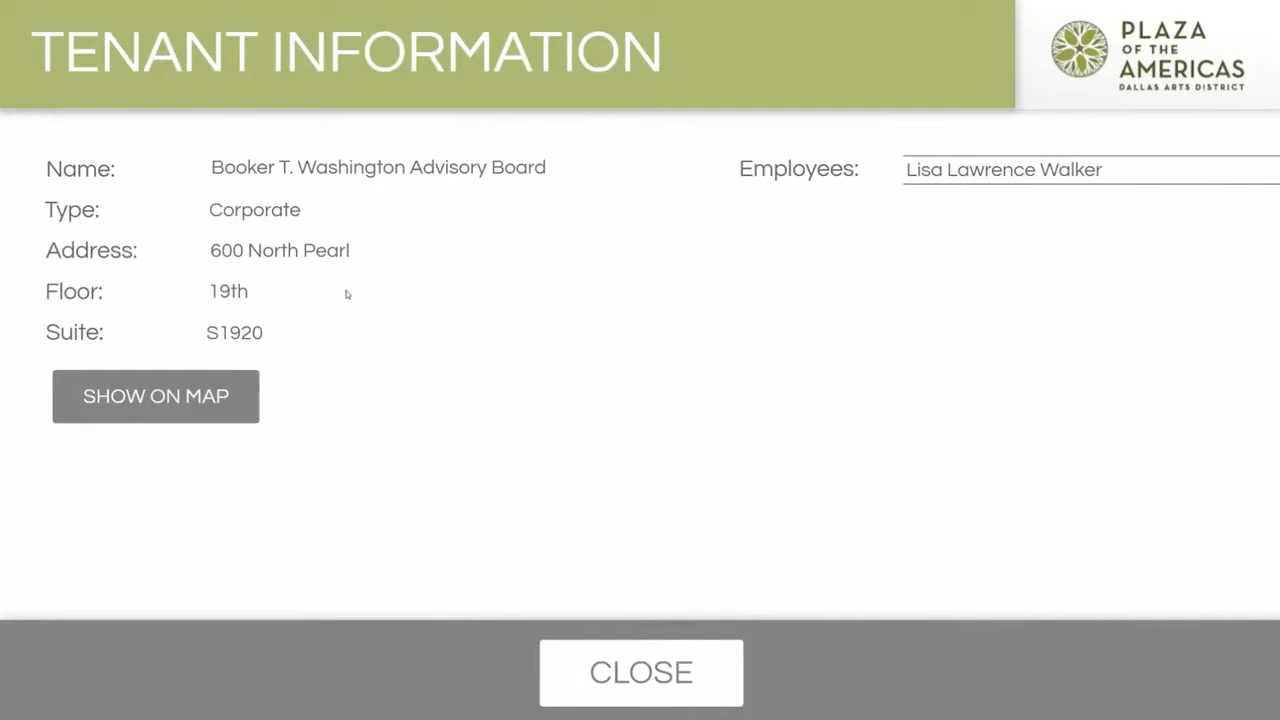 TENANT INFORMATION
PLAZA
OF THE
AMERICAS
DALLAS ARTS DISTRICT
Name: Booker T. Washington Advisory Board
Employees: Lisa Lawrence Walker
Type: Corporate
Address: 600 North Pearl
Floor: 19th
Suite: S1920
SHOW ON MAP
CLOSE